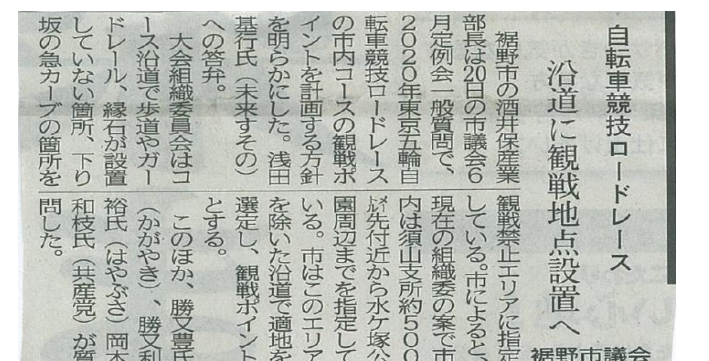 自転車競技ロードレース
沿道に観戦地点設置へ
裾野市議会
裾野市の酒井保産業
部長は20日の市議会6
月定例会一般質問で、
2020年東京五輪自
転車競技ロードレース
の市内コースの観戦ポ
イントを計画する方針
を明らかにした。浅田
基行氏（未来すその）
への答弁。
大会組織委員会はコ
ース沿道で歩道やガー
ドレール、縁石が設置
していない箇所、下り
坂の急カーブの箇所を
観戦禁止エリアに指定
している。市によると、
現在の組織委の案で市
内は須山支所約500
㍍先付近から水ケ塚公
園周辺までを指定して
いる。市はこのエリア
を除いた沿道で適地を
選定し、観戦ポイント
とする。
このほか、勝又豊氏
（かがやき）、勝又利
裕氏（はやぶさ）岡本
和枝氏（共産党）が質
問した。